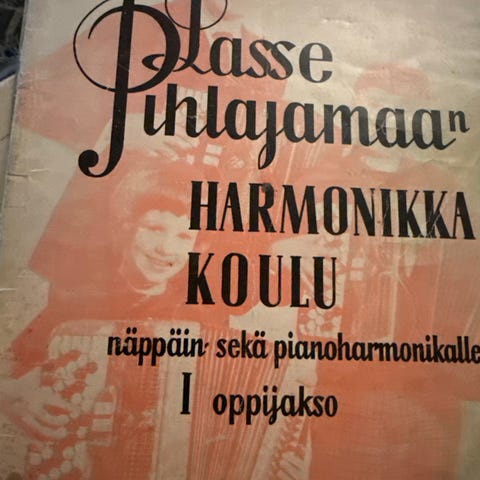 Lasse
Pihlajamaan
HARMONIKKA
KOULU
näppäin- sekä pianoharmonikalle
I oppijakso